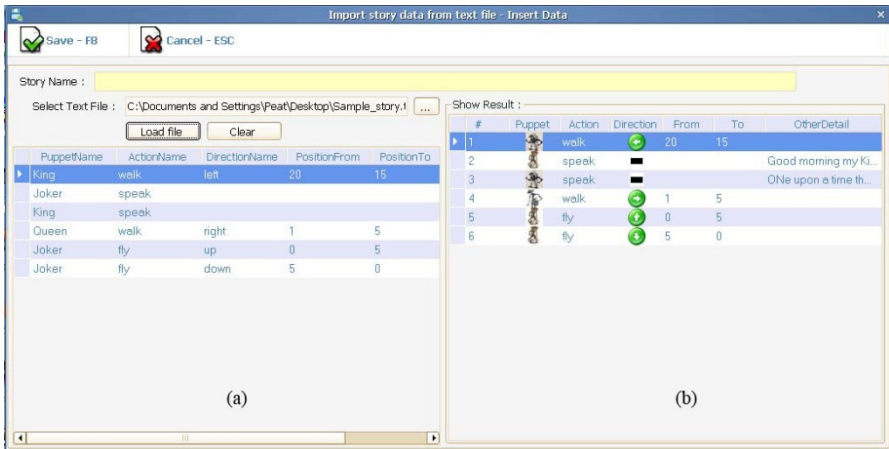 Import story data from text file - Insert Data
Save - F8 Cancel - ESC
Story Name :
Select Text File : C:\Documents and Settings\Peat\Desktop\Sample_story.t ...
Load file Clear
PuppetName ActionName DirectionName PositionFrom PositionTo
King walk left 20 15
Joker speak
King speak
Queen walk right 1 5
Joker fly up 0 5
Joker fly down 5 0
(a)
Show Result :
# Puppet Action Direction From To OtherDetail
1 walk 20 15
2 speak Good morning my Ki...
3 speak ONe upon a time th...
4 walk 1 5
5 fly 0 5
6 fly 5 0
(b)